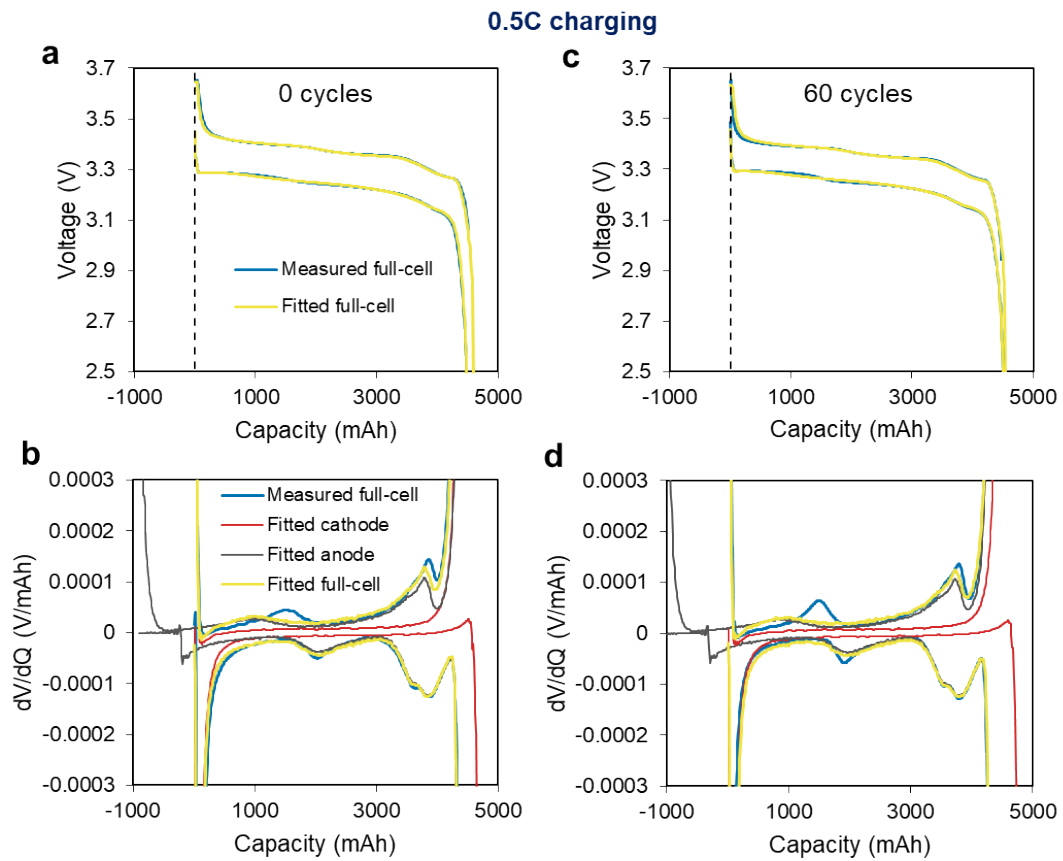 0.5C charging
a
3.7
3.5
3.3
3.1
2.9
2.7
2.5
Voltage (V)
0 cycles
Measured full-cell
Fitted full-cell
-1000
1000
3000
5000
Capacity (mAh)
c
3.7
3.5
3.3
3.1
2.9
2.7
2.5
Voltage (V)
60 cycles
-1000
1000
3000
5000
Capacity (mAh)
b
0.0003
0.0002
0.0001
0
-0.0001
-0.0002
-0.0003
dV/dQ (V/mAh)
Measured full-cell
Fitted cathode
Fitted anode
Fitted full-cell
-1000
1000
3000
5000
Capacity (mAh)
d
0.0003
0.0002
0.0001
0
-0.0001
-0.0002
-0.0003
dV/dQ (V/mAh)
-1000
1000
3000
5000
Capacity (mAh)